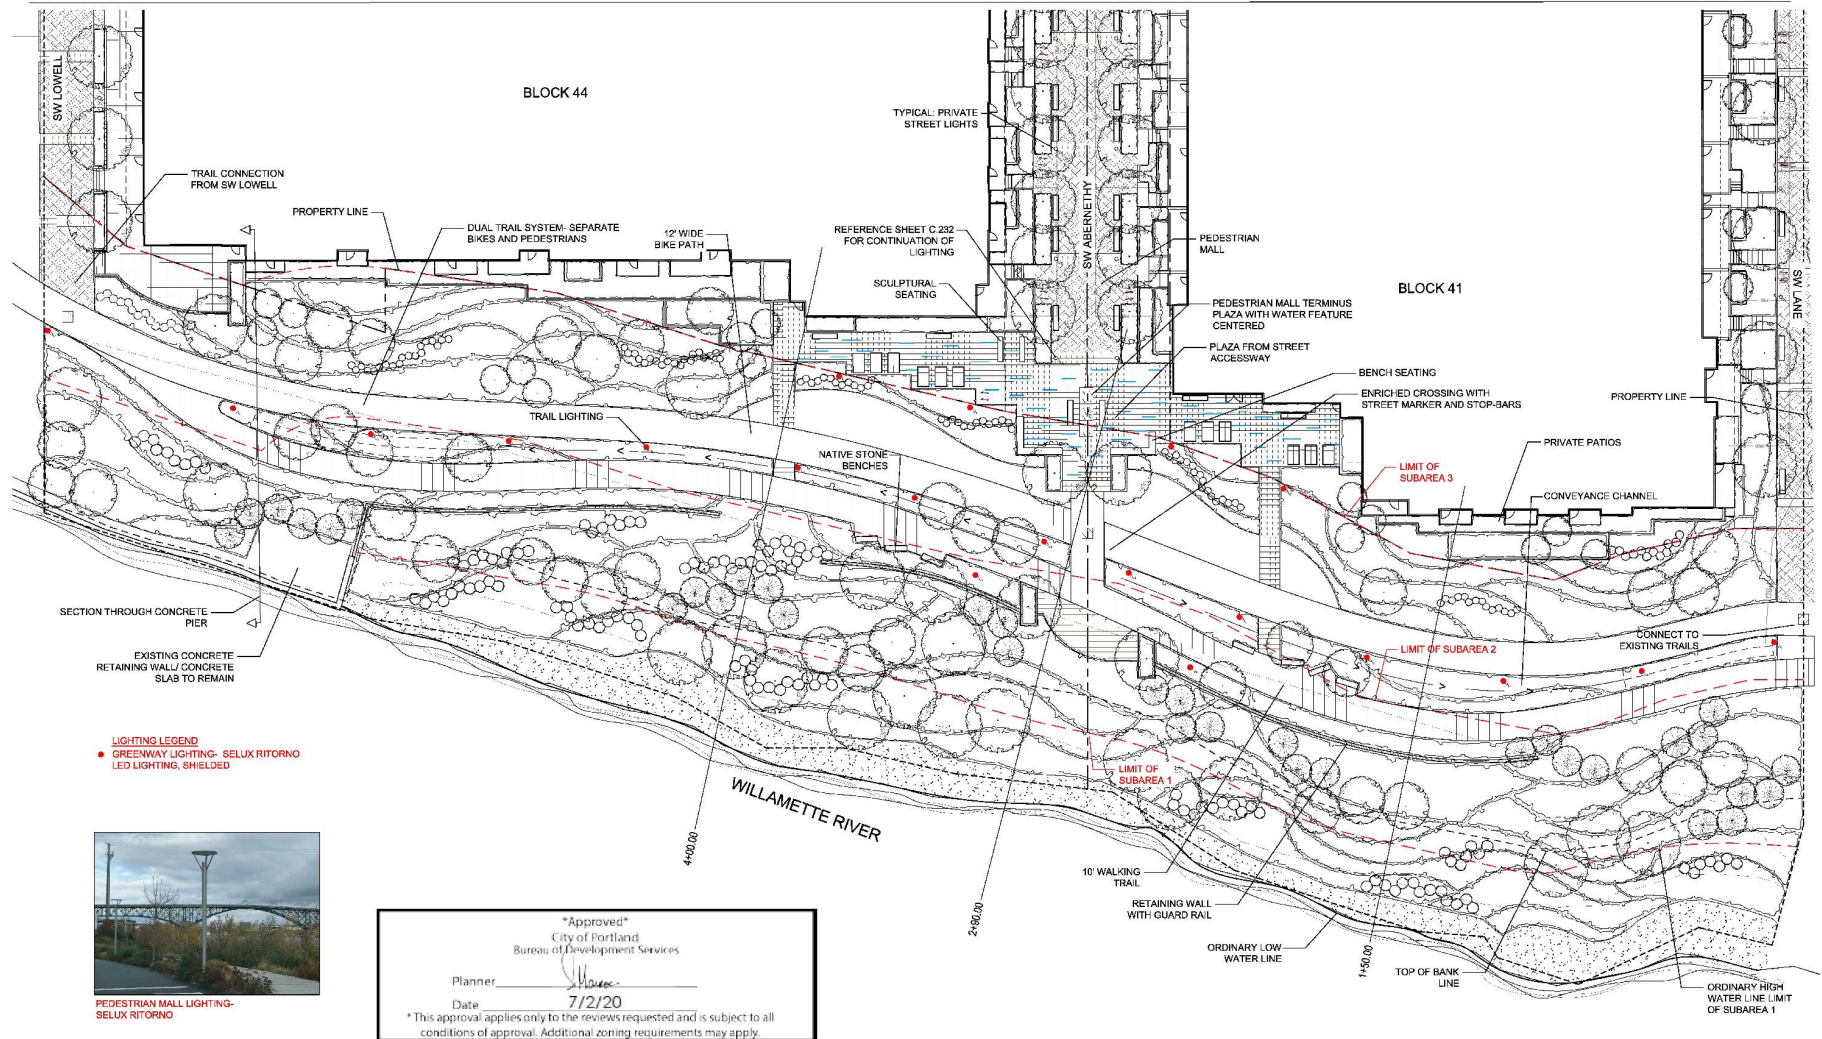 SW LOWELL
BLOCK 44
TYPICAL: PRIVATE
STREET LIGHTS
SW ABERNETHY
TRAIL CONNECTION
FROM SW LOWELL
PROPERTY LINE
DUAL TRAIL SYSTEM- SEPARATE
BIKES AND PEDESTRIANS
12' WIDE
BIKE PATH
REFERENCE SHEET C.232
FOR CONTINUATION OF
LIGHTING
SCULPTURAL
SEATING
PEDESTRIAN
MALL
BLOCK 41
SW LANE
PEDESTRIAN MALL TERMINUS
PLAZA WITH WATER FEATURE
CENTERED
PLAZA FROM STREET
ACCESSWAY
BENCH SEATING
ENRICHED CROSSING WITH
STREET MARKER AND STOP-BARS
PROPERTY LINE
TRAIL LIGHTING
NATIVE STONE
BENCHES
PRIVATE PATIOS
LIMIT OF
SUBAREA 3
CONVEYANCE CHANNEL
SECTION THROUGH CONCRETE
PIER
EXISTING CONCRETE
RETAINING WALL/ CONCRETE
SLAB TO REMAIN
CONNECT TO
EXISTING TRAILS
LIMIT OF SUBAREA 2
LIGHTING LEGEND
GREENWAY LIGHTING- SELUX RITORNO
LED LIGHTING, SHIELDED
LIMIT OF
SUBAREA 1
WILLAMETTE RIVER
4+00.00
2+90.00
1+50.00
10' WALKING
TRAIL
RETAINING WALL
WITH GUARD RAIL
ORDINARY LOW
WATER LINE
TOP OF BANK
LINE
ORDINARY HIGH
WATER LINE LIMIT
OF SUBAREA 1
PEDESTRIAN MALL LIGHTING-
SELUX RITORNO
*Approved*
City of Portland
Bureau of Development Services
Planner
Date 7/2/20
* This approval applies only to the reviews requested and is subject to all
conditions of approval. Additional zoning requirements may apply.